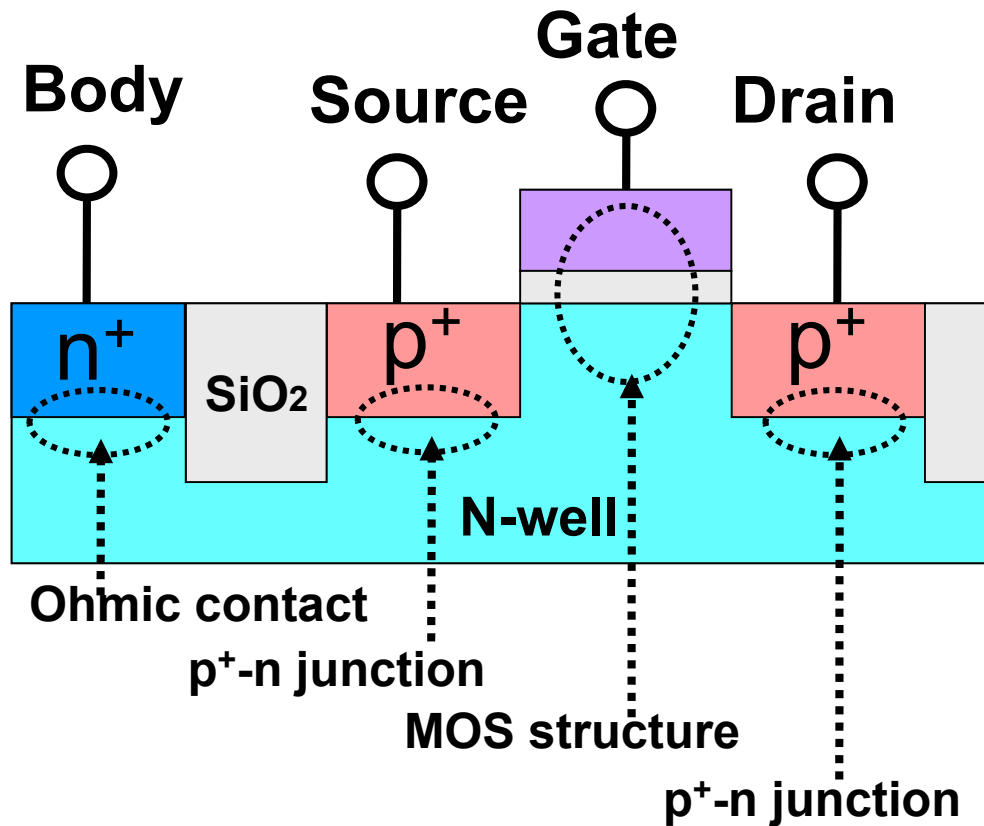 Gate
Body
Source
Drain
n⁺
p⁺
p⁺
SiO₂
N-well
Ohmic contact
p⁺-n junction
MOS structure
p⁺-n junction